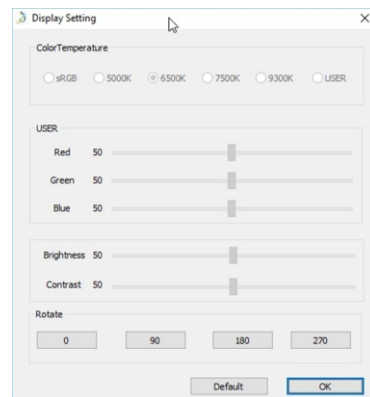 Display Setting
ColorTemperature
sRGB 5000K 6500K 7500K 9300K USER
USER
Red 50
Green 50
Blue 50
Brightness 50
Contrast 50
Rotate
0 90 180 270
Default OK